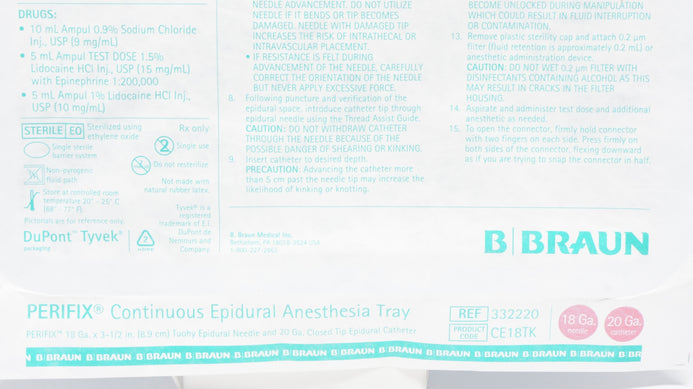 DRUGS:
• 10 mL Ampul 0.9% Sodium Chloride
Inj., USP (9 mg/mL)
• 5 mL Ampul TEST DOSE 1.5%
Lidocaine HCl Inj., USP (15 mg/mL)
with Epinephrine 1:200,000
• 5 mL Ampul 1% Lidocaine HCl Inj.,
USP (10 mg/mL)
STERILE EO Sterilized using
ethylene oxide
Rx only
Single sterile
barrier system
2 Single use
Non-pyrogenic
fluid path
Do not resterilize
Store at controlled room
temperature 20° - 25° C
(68° - 77° F).
Not made with
natural rubber latex.
Pictorials are for reference only.
DuPont™ Tyvek®
packaging
2
HDPE
Tyvek® is a
registered
trademark of E.I.
DuPont de
Nemours and
Company.
NEEDLE ADVANCEMENT. DO NOT UTILIZE
NEEDLE IF IT BENDS OR TIP BECOMES
DAMAGED. NEEDLE WITH DAMAGED TIP
INCREASES THE RISK OF INTRATHECAL OR
INTRAVASCULAR PLACEMENT.
• IF RESISTANCE IS FELT DURING
ADVANCEMENT OF THE NEEDLE, CAREFULLY
CORRECT THE ORIENTATION OF THE NEEDLE
BUT NEVER APPLY EXCESSIVE FORCE.
8. Following puncture and verification of the
epidural space, introduce catheter tip through
epidural needle using the Thread Assist Guide.
CAUTION: DO NOT WITHDRAW CATHETER
THROUGH THE NEEDLE BECAUSE OF THE
POSSIBLE DANGER OF SHEARING OR KINKING.
9. Insert catheter to desired depth.
PRECAUTION: Advancing the catheter more
than 5 cm past the needle tip may increase the
likelihood of kinking or knotting.
BECOME UNLOCKED DURING MANIPULATION
WHICH COULD RESULT IN FLUID INTERRUPTION
OR CONTAMINATION.
13. Remove plastic sterility cap and attach 0.2 µm
filter (fluid retention is approximately 0.2 mL) or
anesthetic administration device.
CAUTION: DO NOT WET 0.2 µm FILTER WITH
DISINFECTANTS CONTAINING ALCOHOL AS THIS
MAY RESULT IN CRACKS IN THE FILTER
HOUSING.
14. Aspirate and administer test dose and additional
anesthetic as needed.
15. To open the connector, firmly hold connector
with two fingers on each side. Press firmly on
both sides of the connector, flexing downward
as if you are trying to snap the connector in half.
B. Braun Medical Inc.
Bethlehem, PA 18018-3524 USA
1-800-227-2862
B|BRAUN
PERIFIX® Continuous Epidural Anesthesia Tray
PERIFIX™ 18 Ga. x 3-1/2 in. (8.9 cm) Tuohy Epidural Needle and 20 Ga. Closed Tip Epidural Catheter
REF 332220
PRODUCT CODE CE18TK
18 Ga.
needle
20 Ga.
catheter
B|BRAUN B|BRAUN B|BRAUN B|BRAUN B|BRAUN B|BRAUN B|BRAUN B|BRAUN B|BRAUN B|BRAUN B|BR